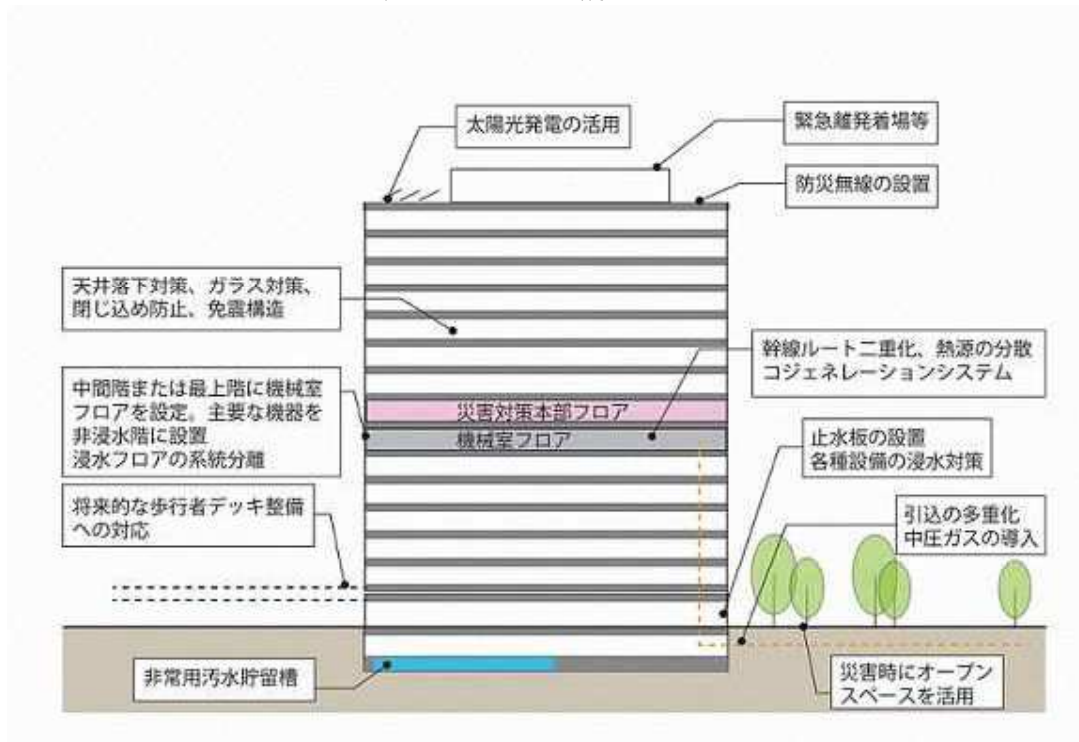 太陽光発電の活用
緊急離発着場等
防災無線の設置
天井落下対策、ガラス対策、
閉じ込め防止、免震構造
幹線ルート二重化、熱源の分散
コジェネレーションシステム
中間階または最上階に機械室
フロアを設定。主要な機器を
非浸水階に設置
浸水フロアの系統分離
災害対策本部フロア
機械室フロア
止水板の設置
各種設備の浸水対策
将来的な歩行者デッキ整備
への対応
引込の多重化
中圧ガスの導入
非常用汚水貯留槽
災害時にオープン
スペースを活用